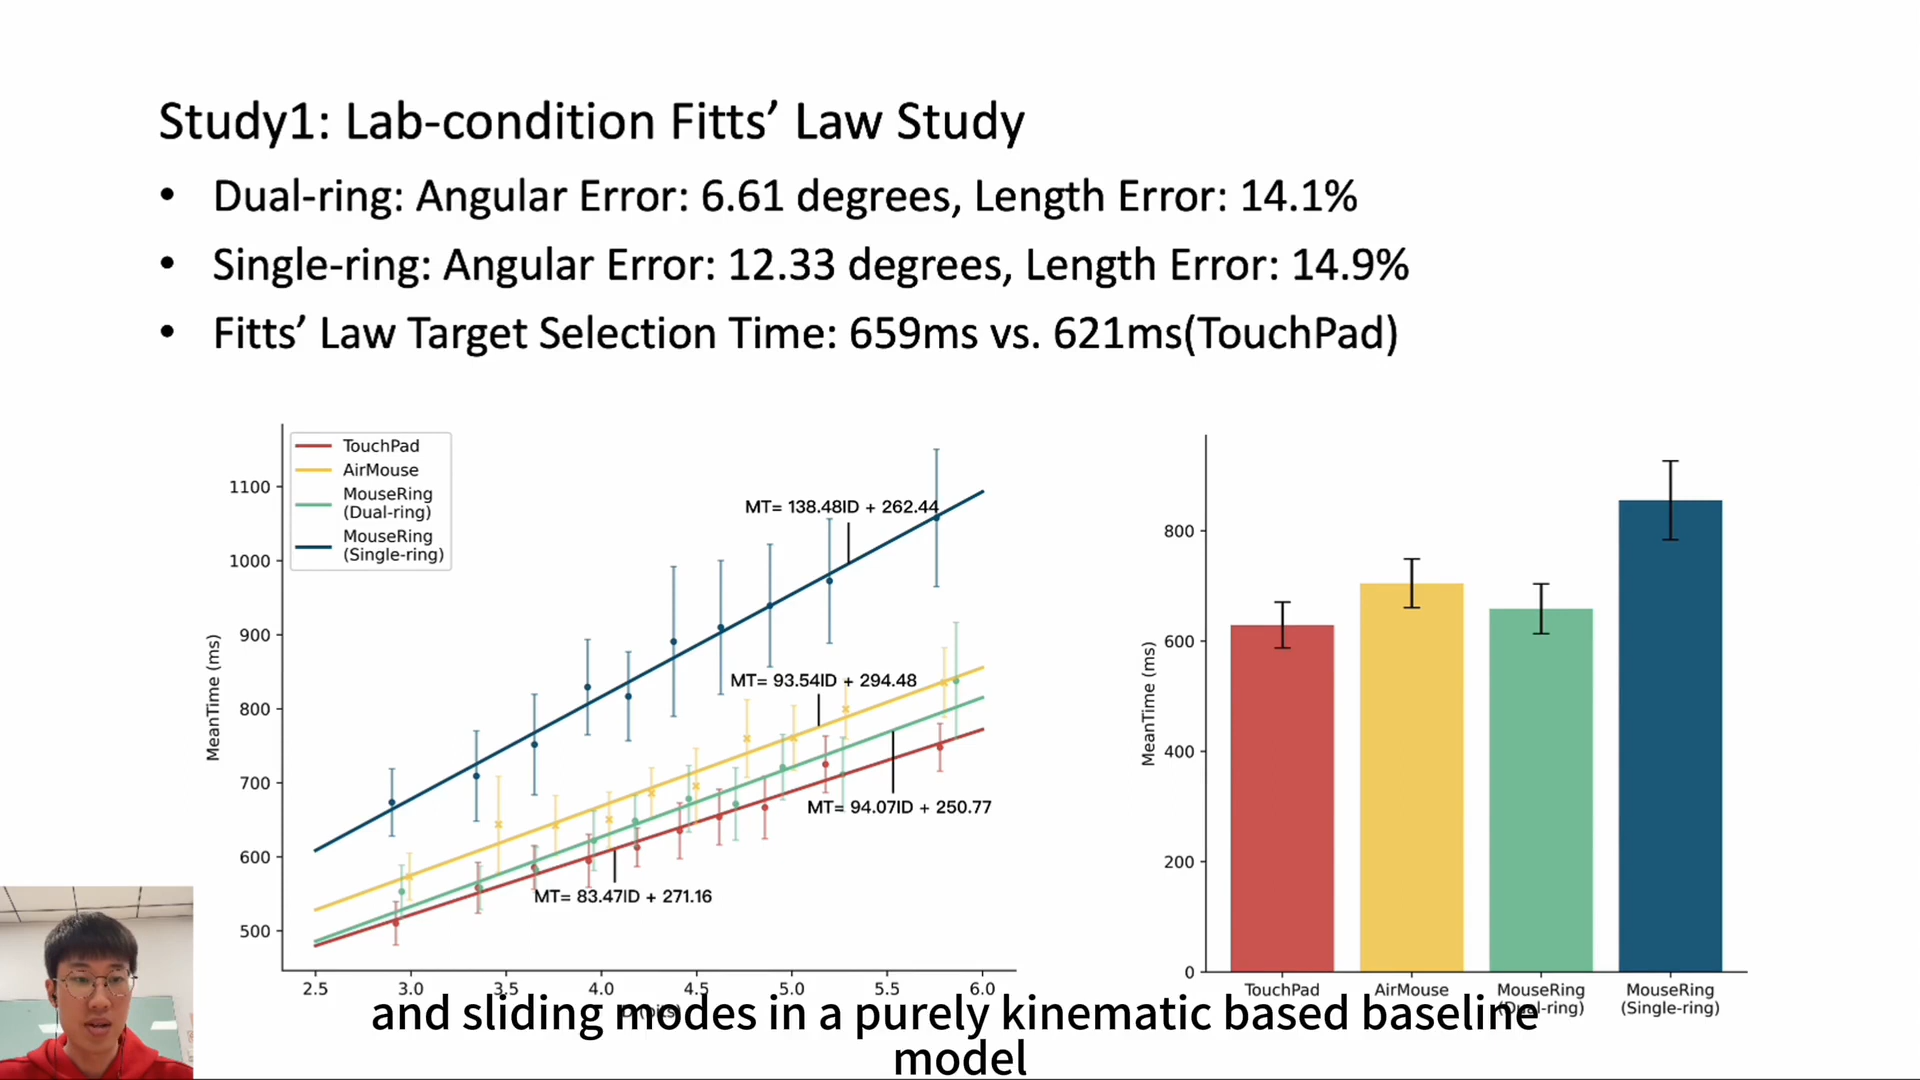 Study1: Lab-condition Fitts’ Law Study
• Dual-ring: Angular Error: 6.61 degrees, Length Error: 14.1%
• Single-ring: Angular Error: 12.33 degrees, Length Error: 14.9%
• Fitts’ Law Target Selection Time: 659ms vs. 621ms(TouchPad)
TouchPad
AirMouse
MouseRing
(Dual-ring)
MouseRing
(Single-ring)
MeanTime (ms)
1100
1000
900
800
700
600
500
MT= 138.48ID + 262.44
MT= 93.54ID + 294.48
MT= 94.07ID + 250.77
MT= 83.47ID + 271.16
2.5 3.0 3.5 4.0 4.5 5.0 5.5 6.0
MeanTime (ms)
800
600
400
200
0
TouchPad
AirMouse
MouseRing
(Dual-ring)
MouseRing
(Single-ring)
and sliding modes in a purely kinematic based baseline
model